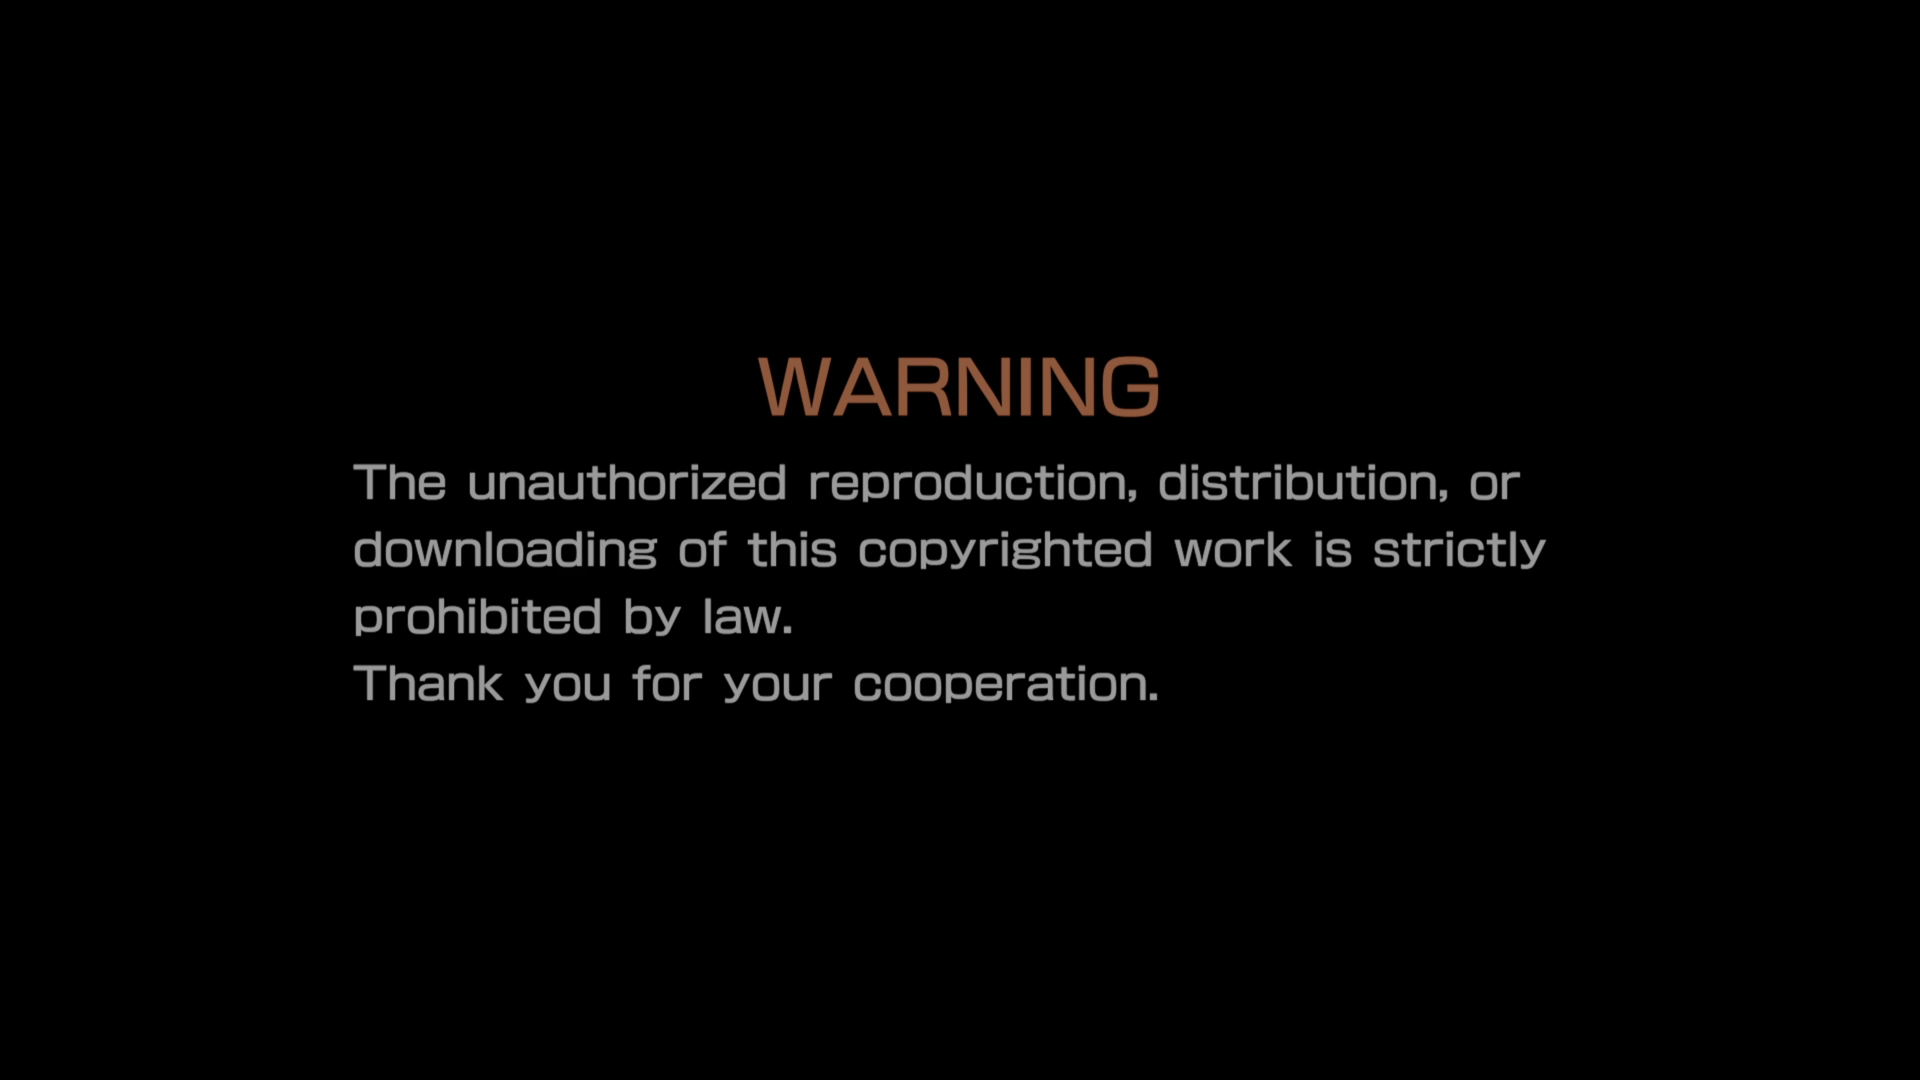 WARNING
The unauthorized reproduction, distribution, or
downloading of this copyrighted work is strictly
prohibited by law.
Thank you for your cooperation.